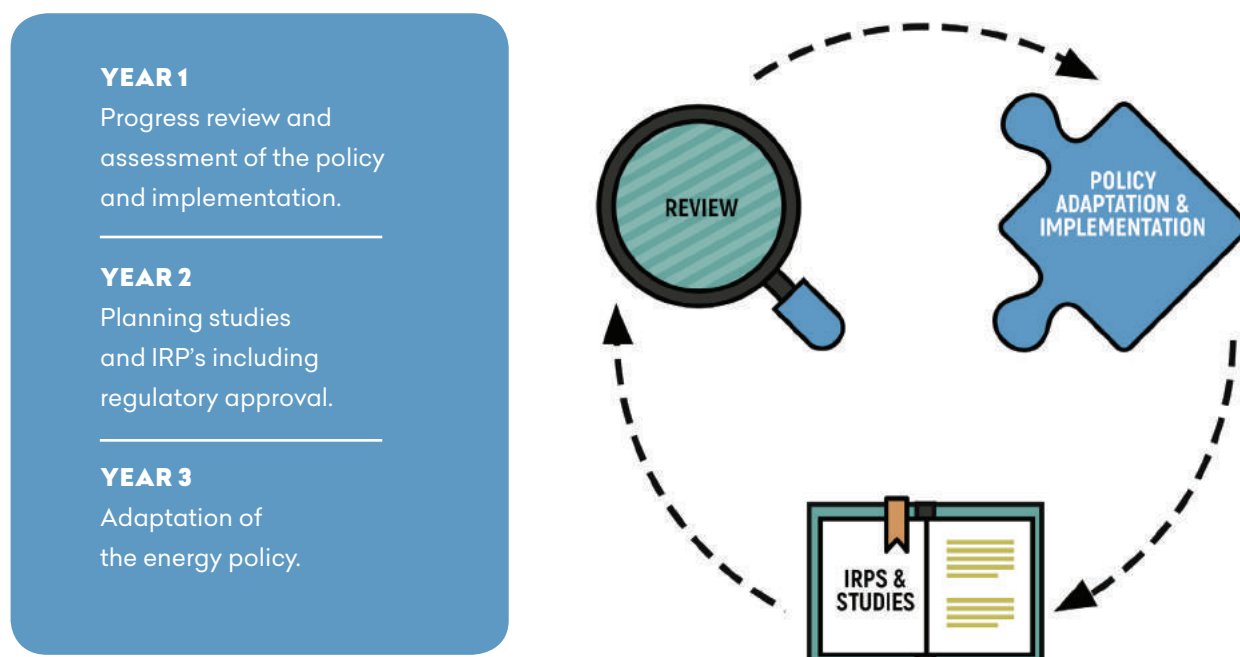 YEAR 1
Progress review and
assessment of the policy
and implementation.
YEAR 2
Planning studies
and IRP’s including
regulatory approval.
YEAR 3
Adaptation of
the energy policy.
REVIEW
POLICY
ADAPTATION &
IMPLEMENTATION
IRPS &
STUDIES